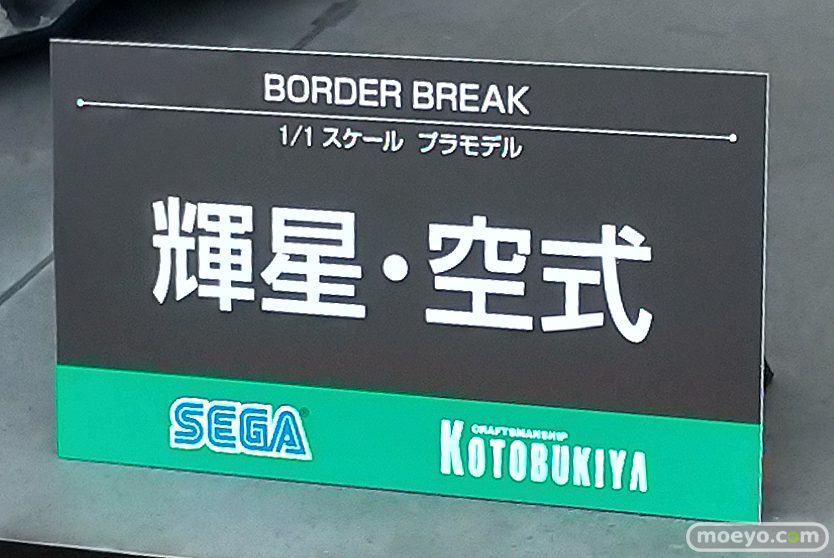 BORDER BREAK
1/1 スケール プラモデル
輝星・空式
SEGA
CRAFTSMANSHIP
KOTOBUKIYA
moeyo.com